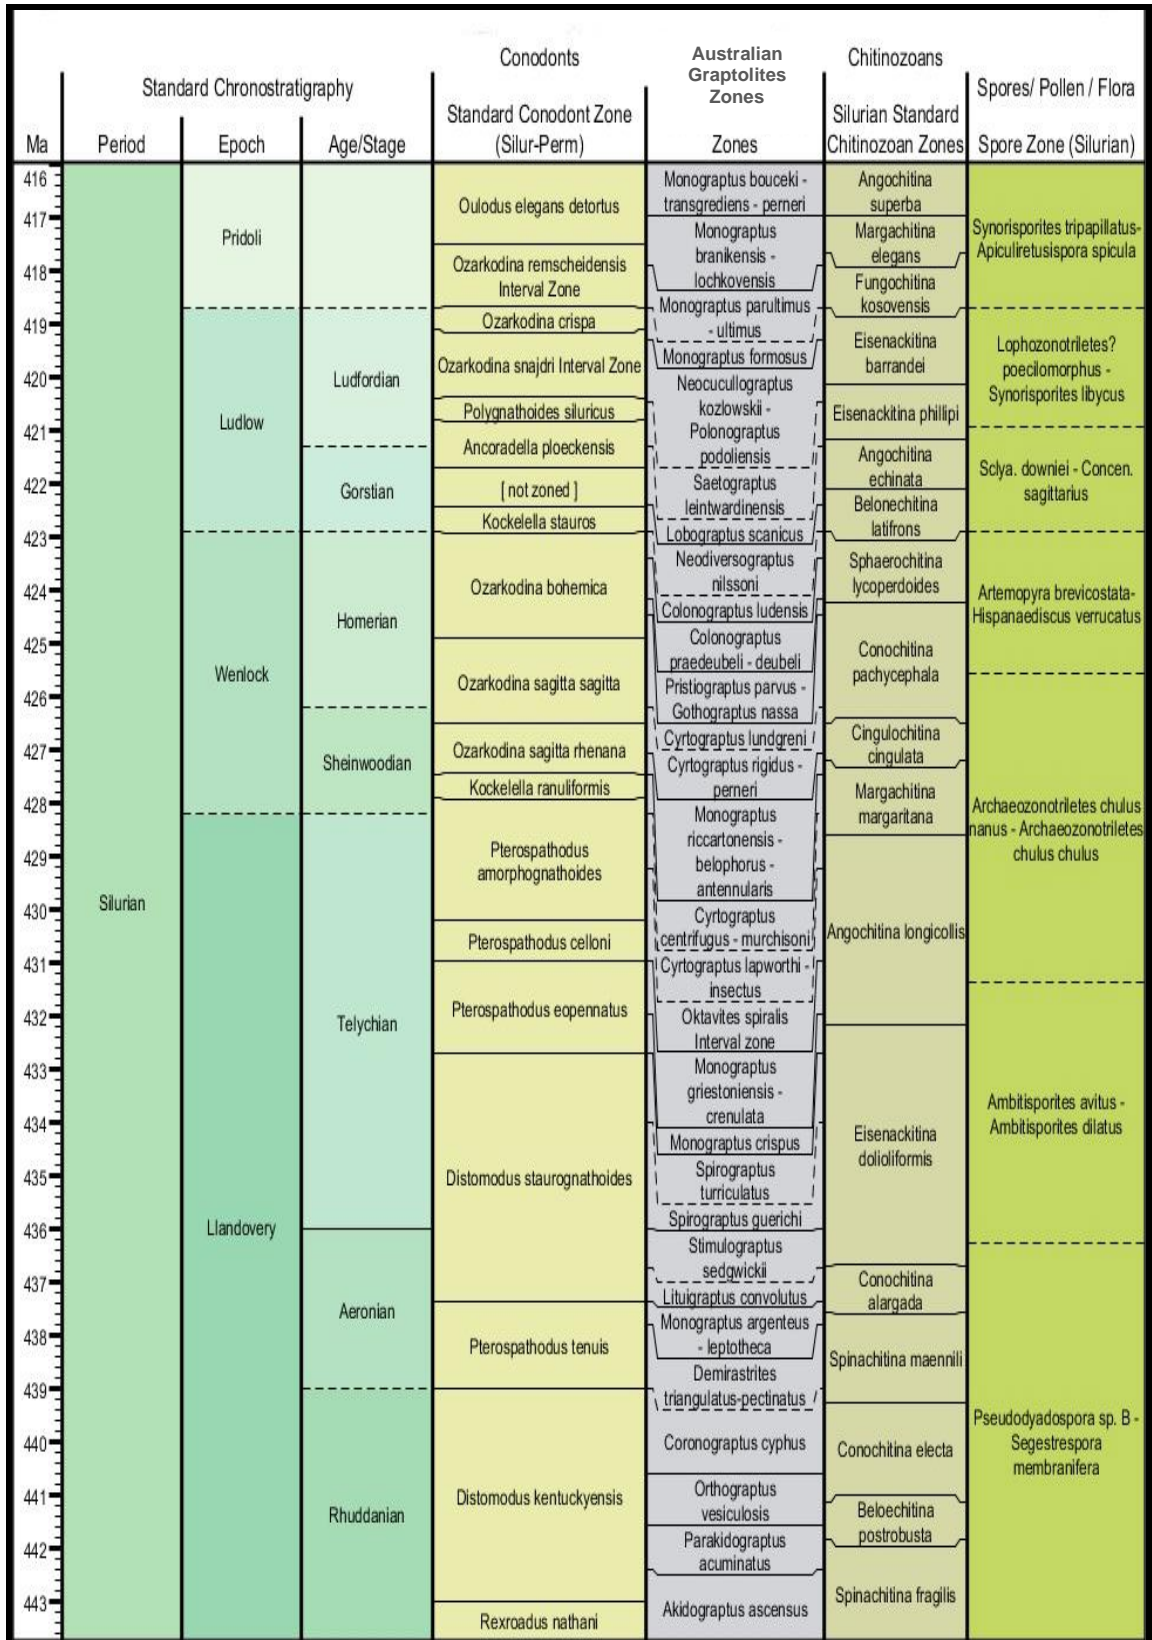 Conodonts
Australian
Graptolites
Zones
Chitinozoans
Standard Chronostratigraphy
Spores/ Pollen / Flora
Standard Conodont Zone
(Silur-Perm)
Silurian Standard
Chitinozoan Zones
Ma
Period
Epoch
Age/Stage
Zones
Spore Zone (Silurian)
416
417
418
419
420
421
422
423
424
425
426
427
428
429
430
431
432
433
434
435
436
437
438
439
440
441
442
443
Silurian
Pridoli
Ludlow
Wenlock
Llandovery
Ludfordian
Gorstian
Homerian
Sheinwoodian
Telychian
Aeronian
Rhuddanian
Oulodus elegans detortus
Ozarkodina remscheidensis
Interval Zone
Ozarkodina crispa
Ozarkodina snajdri Interval Zone
Polygnathoides siluricus
Ancoradella ploeckensis
[ not zoned ]
Kockelella stauros
Ozarkodina bohemica
Ozarkodina sagitta sagitta
Ozarkodina sagitta rhenana
Kockelella ranuliformis
Pterospathodus
amorphognathoides
Pterospathodus celloni
Pterospathodus eopennatus
Distomodus staurognathoides
Pterospathodus tenuis
Distomodus kentuckyensis
Rexroadus nathani
Monograptus bouceki -
transgrediens - perneri
Monograptus
branikensis -
lochkovensis
Monograptus parultimus
- ultimus
Monograptus formosus
Neocucullograptus
kozlowskii -
Polonograptus
podoliensis
Saetograptus
leintwardinensis
Lobograptus scanicus
Neodiversograptus
nilssoni
Colonograptus ludensis
Colonograptus
praedeubeli - deubeli
Pristiograptus parvus -
Gothograptus nassa
Cyrtograptus lundgreni
Cyrtograptus rigidus -
perneri
Monograptus
riccartonensis -
belophorus -
antennularis
Cyrtograptus
centrifugus - murchisoni
Cyrtograptus lapworthi -
insectus
Oktavites spiralis
Interval zone
Monograptus
griestoniensis -
crenulata
Monograptus crispus
Spirograptus
turriculatus
Spirograptus guerichi
Stimulograptus
sedgwickii
Lituigraptus convolutus
Monograptus argenteus
- leptotheca
Demirastrites
triangulatus-pectinatus
Coronograptus cyphus
Orthograptus
vesiculosis
Parakidograptus
acuminatus
Akidograptus ascensus
Angochitina
superba
Margachitina
elegans
Fungochitina
kosovensis
Eisenackitina
barrandei
Eisenackitina phillipi
Angochitina
echinata
Belonechitina
latifrons
Sphaerochitina
lycoperdoides
Conochitina
pachycephala
Cingulochitina
cingulata
Margachitina
margaritana
Angochitina longicollis
Eisenackitina
dolioliformis
Conochitina
alargada
Spinachitina maennili
Conochitina electa
Beloechitina
postrobusta
Spinachitina fragilis
Synorisporites tripapillatus-
Apiculiretusispora spicula
Lophozonotriletes?
poecilomorphus -
Synorisporites libycus
Sclya. downiei - Concen.
sagittarius
Artemopyra brevicostata-
Hispanaediscus verrucatus
Archaeozonotriletes chulus
nanus - Archaeozonotriletes
chulus chulus
Ambitisporites avitus -
Ambitisporites dilatus
Pseudodyadospora sp. B -
Segestrespora
membranifera